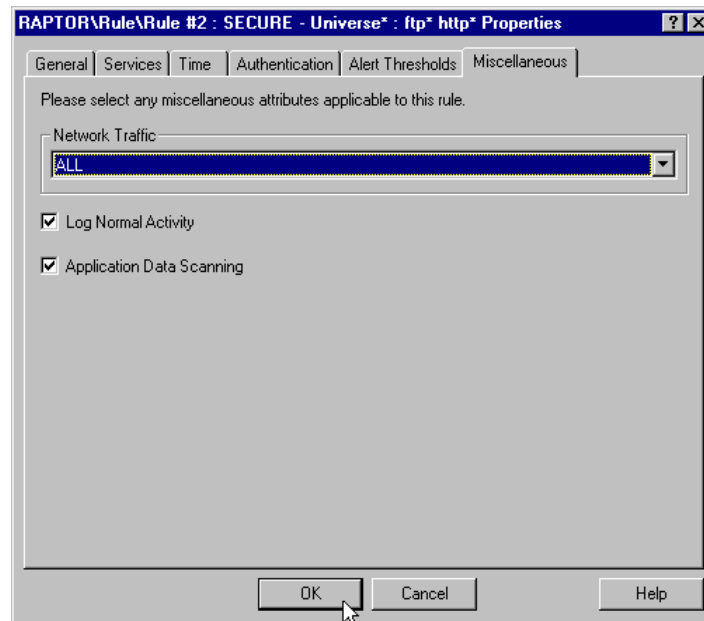 RAPTOR\Rule\Rule #2 : SECURE - Universe* : ftp* http* Properties
General Services Time Authentication Alert Thresholds Miscellaneous
Please select any miscellaneous attributes applicable to this rule.
Network Traffic
ALL
Log Normal Activity
Application Data Scanning
OK Cancel Help